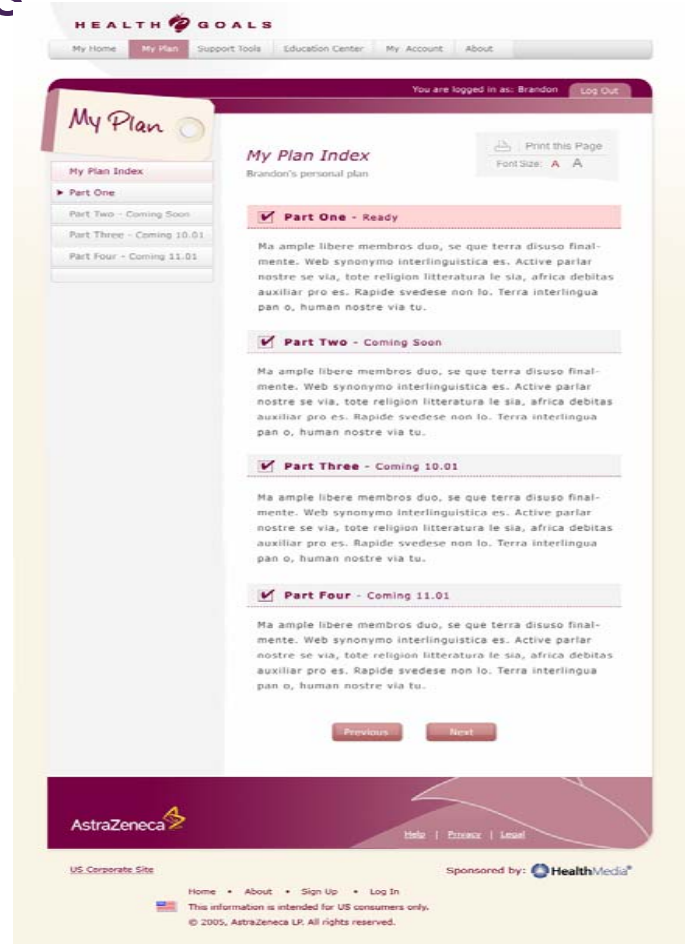 HEALTH GOALS
My Home My Plan Support Tools Education Center My Account About
You are logged in as: Brandon Log Out
My Plan
My Plan Index
Part One
Part Two - Coming Soon
Part Three - Coming 10.01
Part Four - Coming 11.01
My Plan Index
Brandon's personal plan
Print this Page
Font Size: A A
Part One - Ready
Ma ample libere membros duo, se que terra disuso final-
mente. Web synonymo interlinguistica es. Active parlar
nostre se via, tote religion litteratura le sia, africa debitas
auxiliar pro es. Rapide svedese non lo. Terra interlingua
pan o, human nostre via tu.
Part Two - Coming Soon
Ma ample libere membros duo, se que terra disuso final-
mente. Web synonymo interlinguistica es. Active parlar
nostre se via, tote religion litteratura le sia, africa debitas
auxiliar pro es. Rapide svedese non lo. Terra interlingua
pan o, human nostre via tu.
Part Three - Coming 10.01
Ma ample libere membros duo, se que terra disuso final-
mente. Web synonymo interlinguistica es. Active parlar
nostre se via, tote religion litteratura le sia, africa debitas
auxiliar pro es. Rapide svedese non lo. Terra interlingua
pan o, human nostre via tu.
Part Four - Coming 11.01
Ma ample libere membros duo, se que terra disuso final-
mente. Web synonymo interlinguistica es. Active parlar
nostre se via, tote religion litteratura le sia, africa debitas
auxiliar pro es. Rapide svedese non lo. Terra interlingua
pan o, human nostre via tu.
Previous Next
AstraZeneca
Help | Privacy | Legal
US Corporate Site
Sponsored by: HealthMedia®
Home • About • Sign Up • Log In
This information is intended for US consumers only.
© 2005, AstraZeneca LP. All rights reserved.